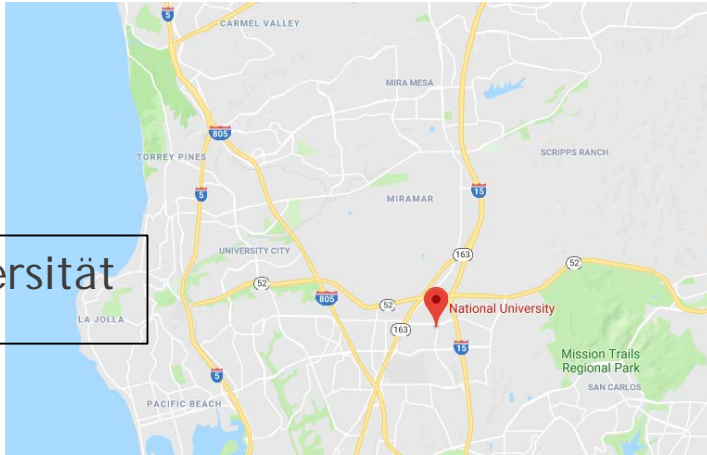 5
CARMEL VALLEY
MIRA MESA
805
TORREY PINES
SCRIPPS RANCH
5
15
MIRAMAR
UNIVERSITY CITY
163
52
52
ersität
805
52
National University
LA JOLLA
163
15
Mission Trails
Regional Park
5
SAN CARLOS
PACIFIC BEACH